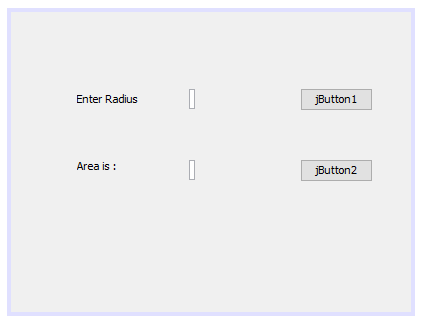 Enter Radius jButton1
Area is : jButton2